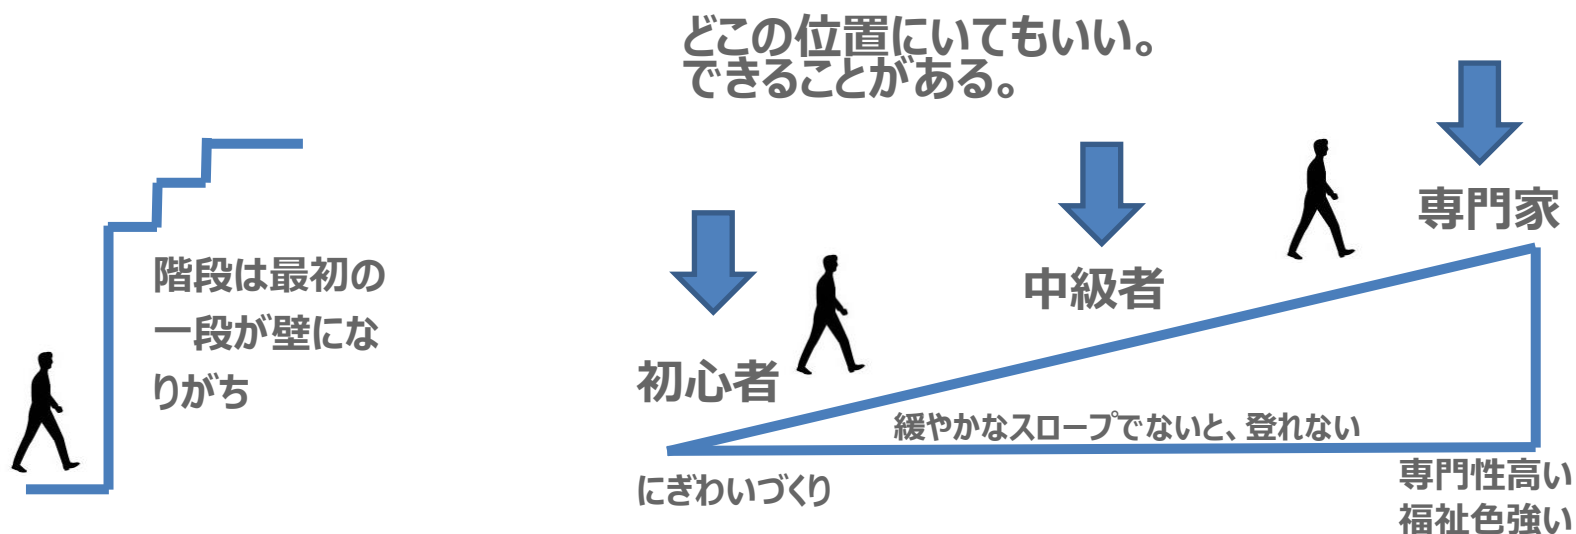 どこの位置にいてもいい。
できることがある。
階段は最初の
一段が壁にな
りがち
専門家
中級者
初心者
緩やかなスロープでないと、登れない
にぎわいづくり
専門性高い
福祉色強い